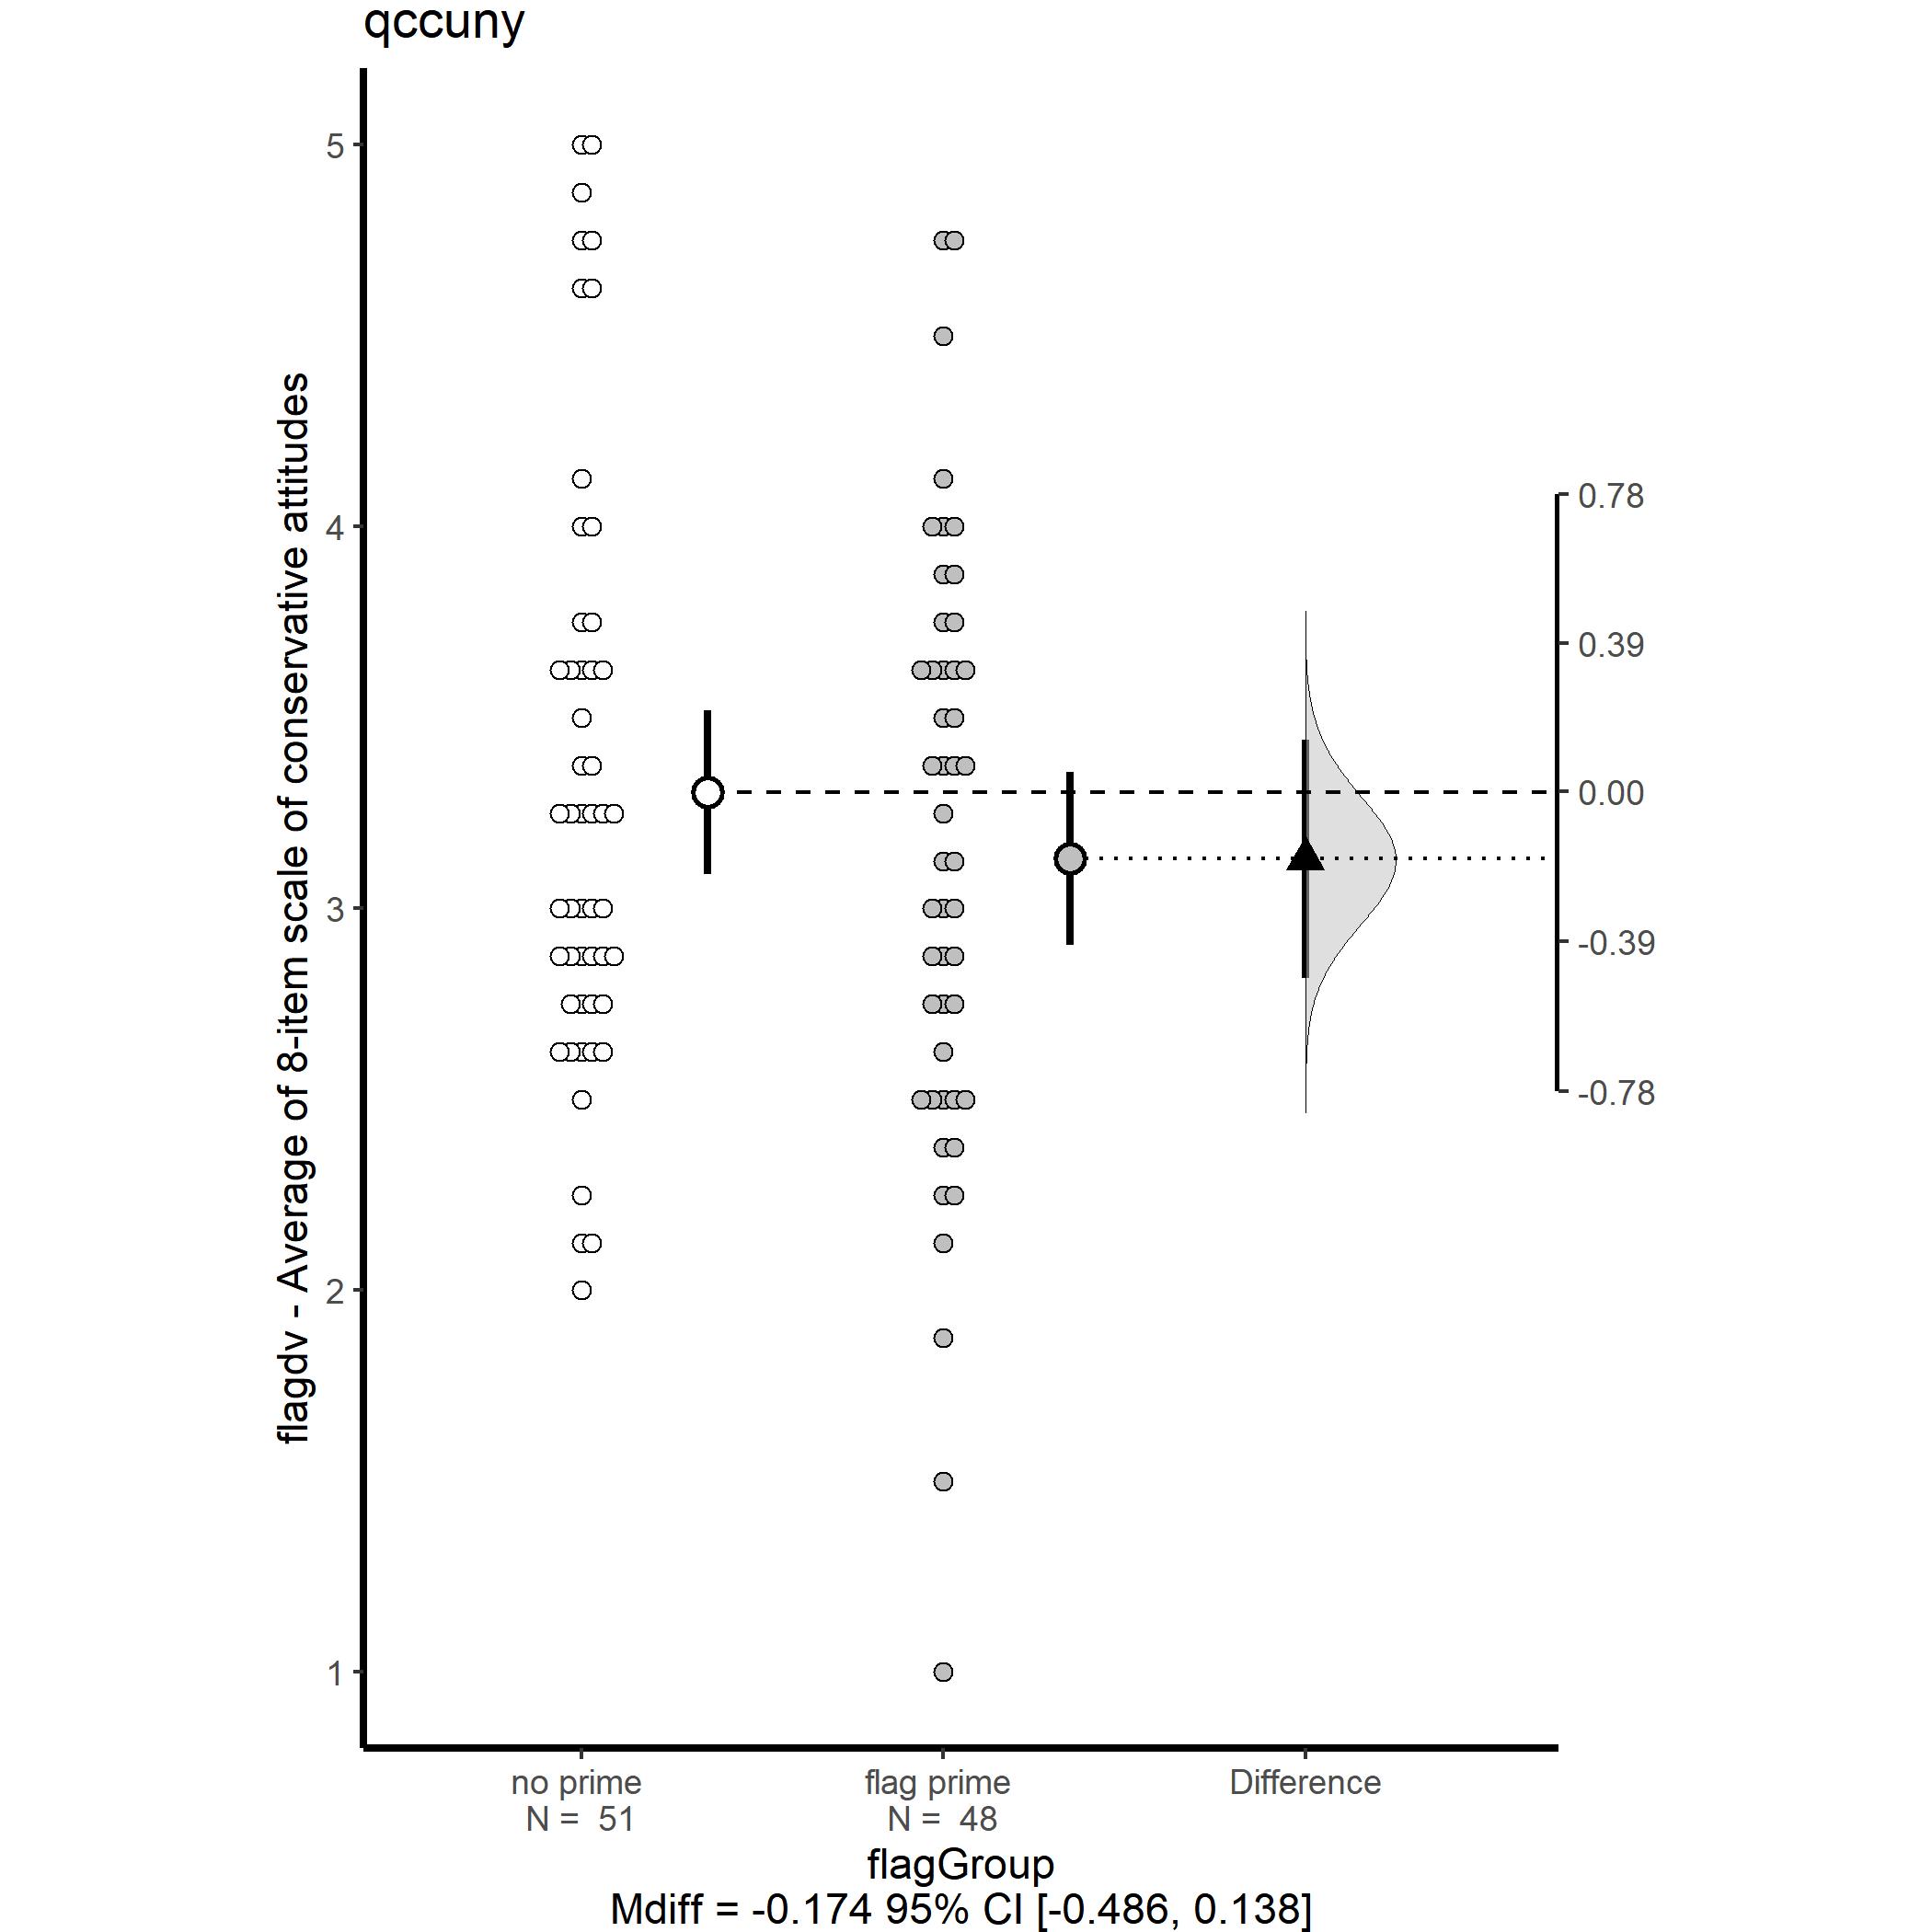 qccuny
flagdv - Average of 8-item scale of conservative attitudes
5
4
3
2
1
0.78
0.39
0.00
-0.39
-0.78
no prime
N = 51
flag prime
N = 48
Difference
flagGroup
Mdiff = -0.174 95% CI [-0.486, 0.138]